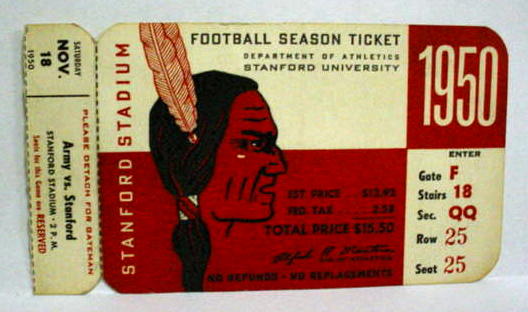 SATURDAY
NOV.
18
1950
Army vs. Stanford
STANFORD STADIUM - 2 P. M.
Seats for this Game are RESERVED
PLEASE DETACH FOR GATEMAN
STANFORD STADIUM
FOOTBALL SEASON TICKET
DEPARTMENT OF ATHLETICS
STANFORD UNIVERSITY
1950
ENTER
Gate F
Stairs 18
Sec. QQ
Row 25
Seat 25
EST. PRICE $12.92
FED. TAX 2.58
TOTAL PRICE $15.50
NO REFUNDS - NO REPLACEMENTS